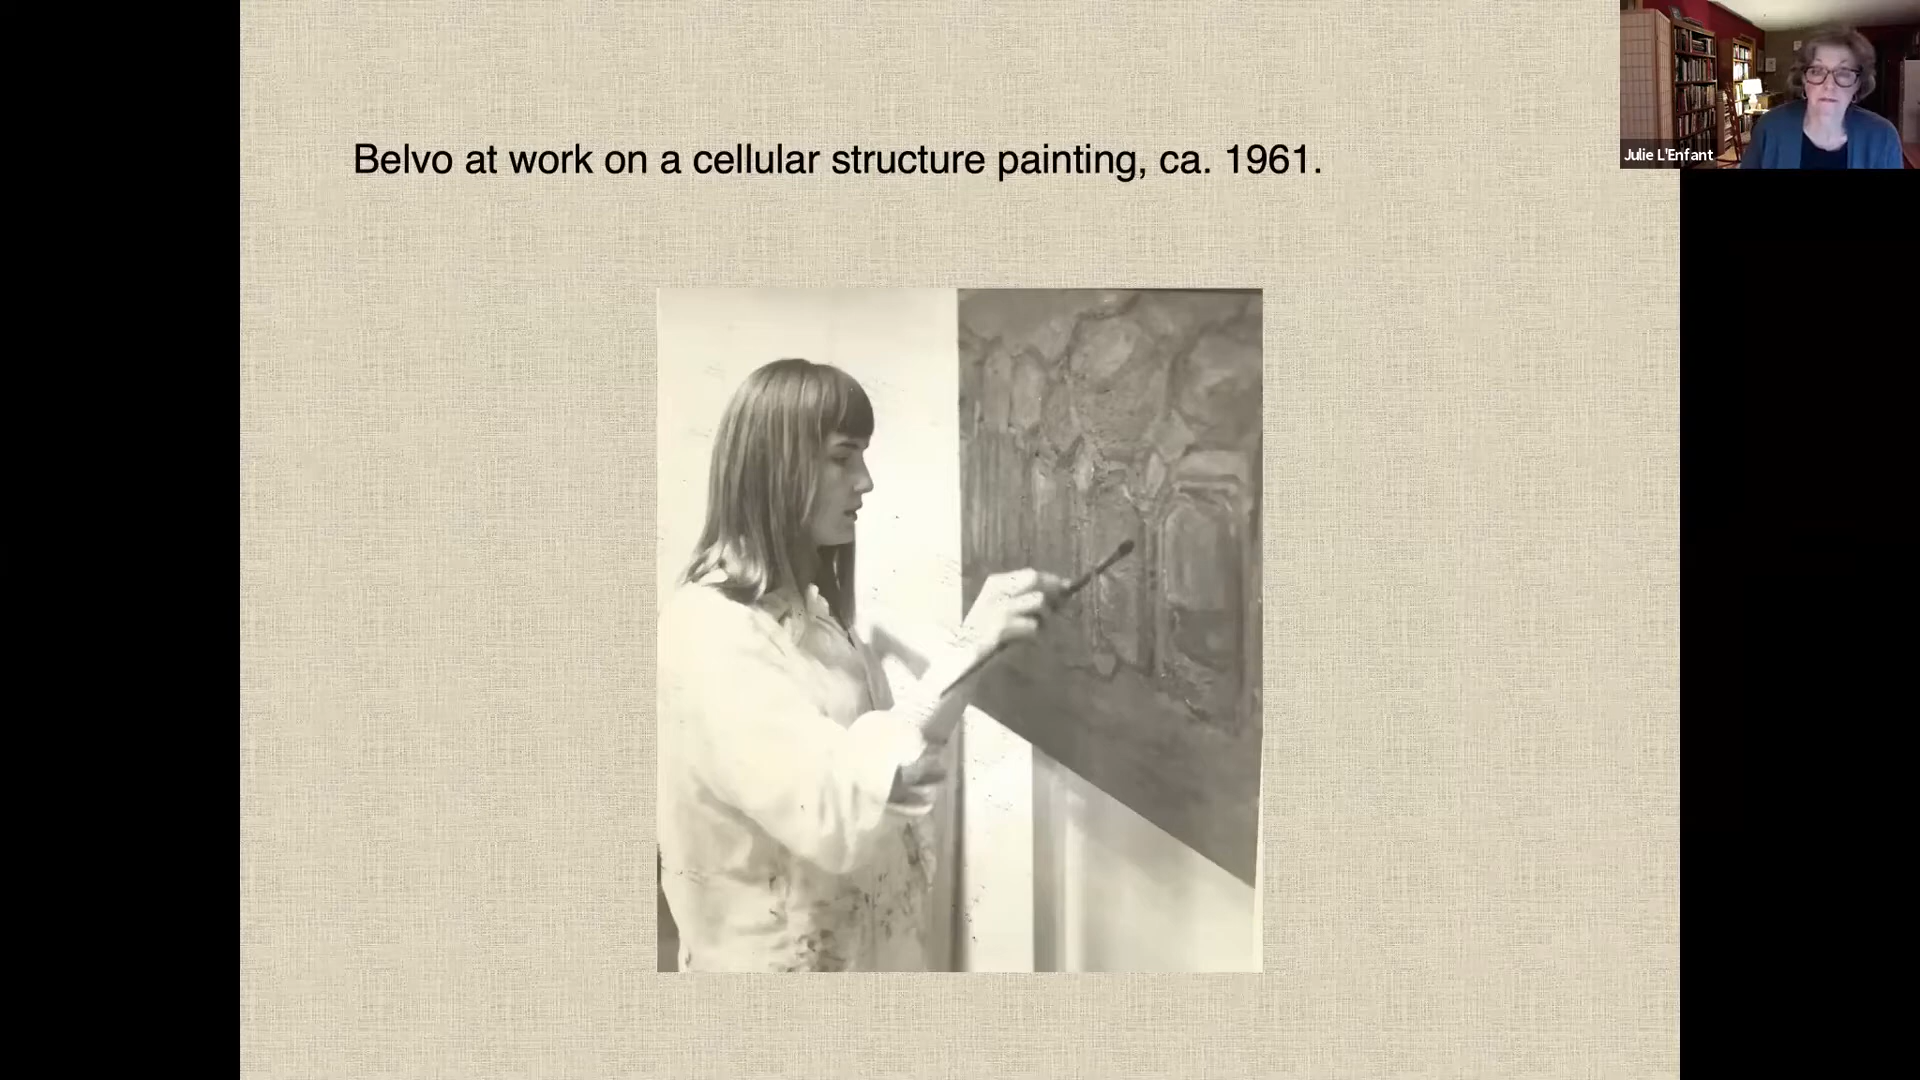 Belvo at work on a cellular structure painting, ca. 1961.
Julie L'Enfant